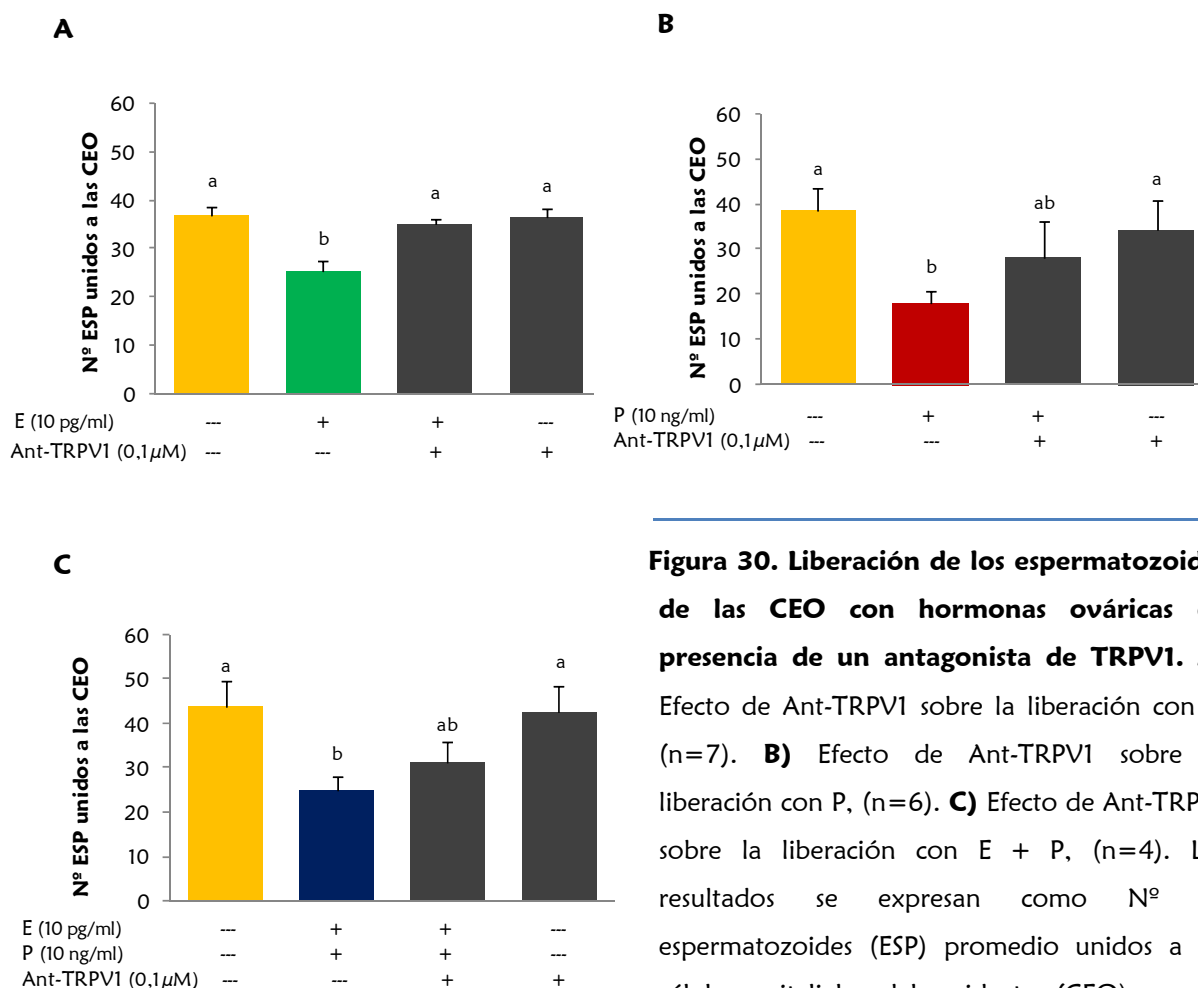 A
60
50
40
30
20
10
0
Nº ESP unidos a las CEO
a
b
a
a
E (10 pg/ml) --- + + ---
Ant-TRPV1 (0,1µM) --- --- + +
B
60
50
40
30
20
10
0
Nº ESP unidos a las CEO
a
b
ab
a
P (10 ng/ml) --- + + ---
Ant-TRPV1 (0,1µM) --- --- + +
C
60
50
40
30
20
10
0
Nº ESP unidos a las CEO
a
b
ab
a
E (10 pg/ml) --- + + ---
P (10 ng/ml) --- + + ---
Ant-TRPV1 (0,1µM) --- --- + +
Figura 30. Liberación de los espermatozoid
de las CEO con hormonas ováricas
presencia de un antagonista de TRPV1.
Efecto de Ant-TRPV1 sobre la liberación con
(n=7). B) Efecto de Ant-TRPV1 sobre
liberación con P, (n=6). C) Efecto de Ant-TRP
sobre la liberación con E + P, (n=4). L
resultados se expresan como Nº
espermatozoides (ESP) promedio unidos a